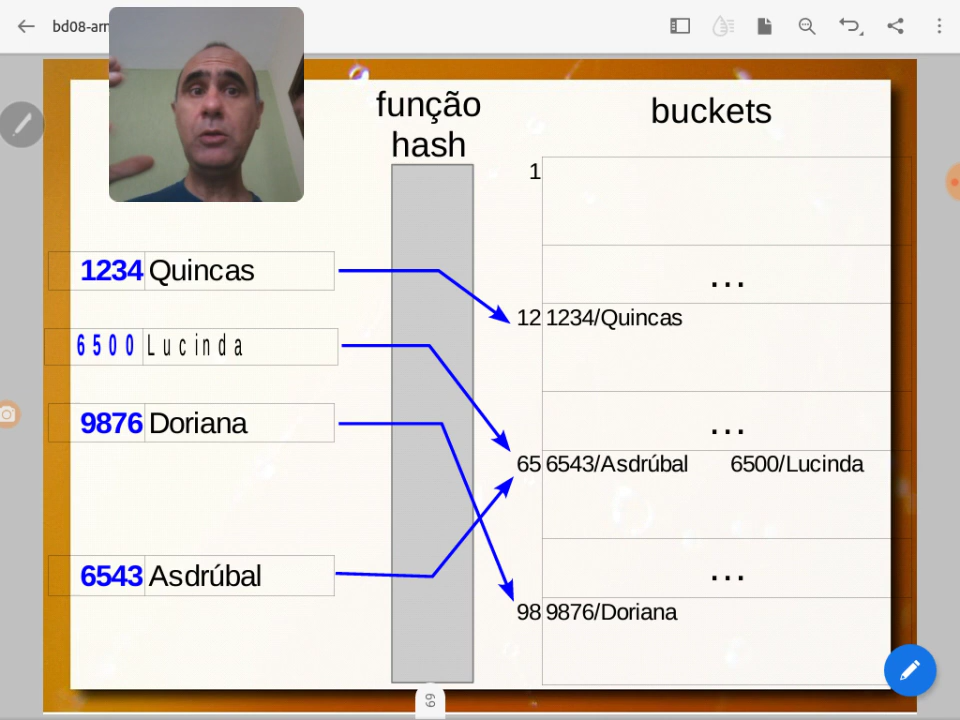 bd08-arm
função
hash
buckets
1
1234 Quincas
...
12 1234/Quincas
6500 Lucinda
9876 Doriana
...
65 6543/Asdrúbal 6500/Lucinda
6543 Asdrúbal
...
98 9876/Doriana
69